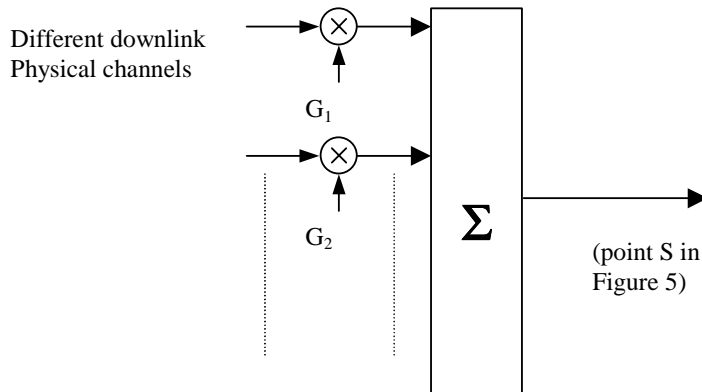 Different downlink
Physical channels
G1
G2
Σ
(point S in
Figure 5)